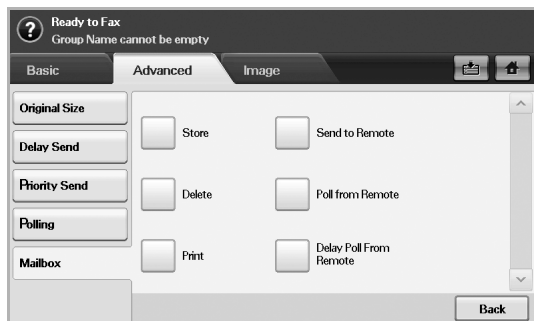 Ready to Fax
Group Name cannot be empty
Basic
Advanced
Image
Original Size
Delay Send
Priority Send
Polling
Mailbox
Store
Send to Remote
Delete
Poll from Remote
Print
Delay Poll From
Remote
Back